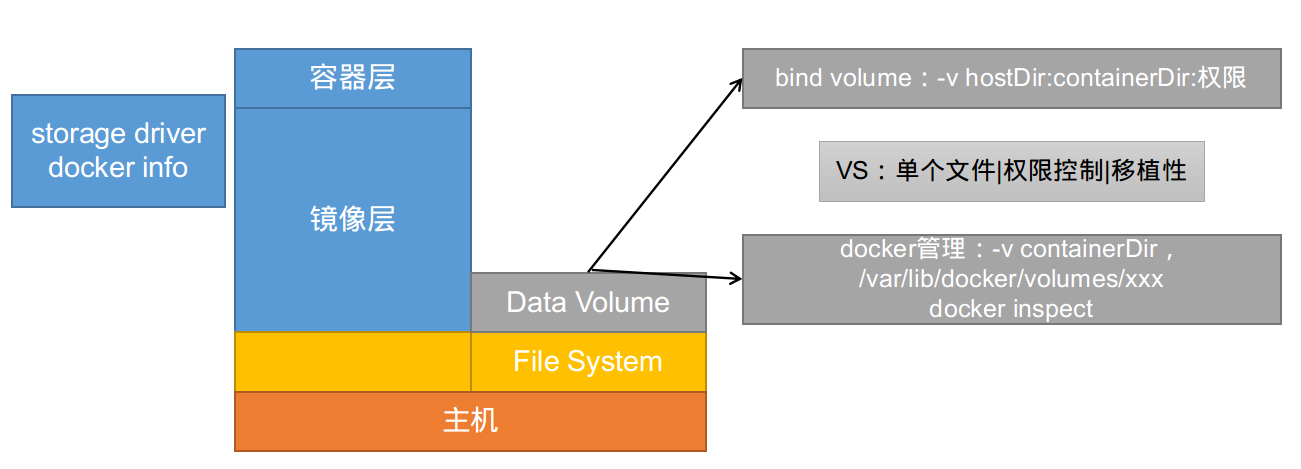 容器层
storage driver
docker info
镜像层
Data Volume
File System
主机
bind volume：-v hostDir:containerDir:权限
VS：单个文件|权限控制|移植性
docker管理：-v containerDir，
/var/lib/docker/volumes/xxx
docker inspect